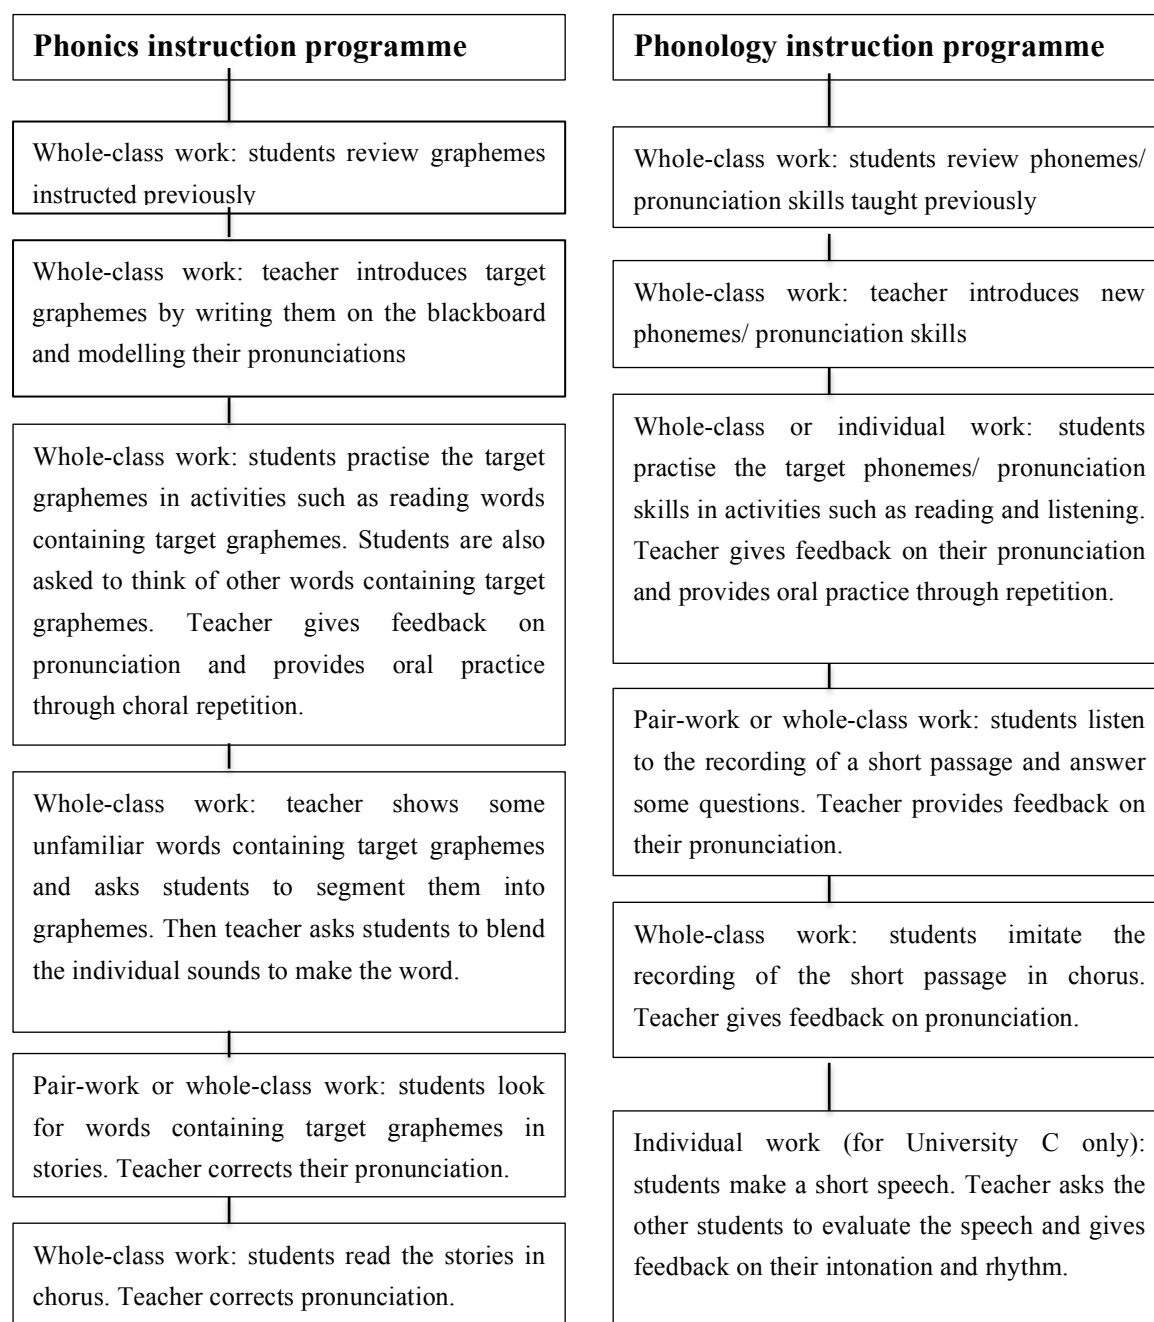 Phonics instruction programme
Whole-class work: students review graphemes
instructed previously
Whole-class work: teacher introduces target
graphemes by writing them on the blackboard
and modelling their pronunciations
Whole-class work: students practise the target
graphemes in activities such as reading words
containing target graphemes. Students are also
asked to think of other words containing target
graphemes. Teacher gives feedback on
pronunciation and provides oral practice
through choral repetition.
Whole-class work: teacher shows some
unfamiliar words containing target graphemes
and asks students to segment them into
graphemes. Then teacher asks students to blend
the individual sounds to make the word.
Pair-work or whole-class work: students look
for words containing target graphemes in
stories. Teacher corrects their pronunciation.
Whole-class work: students read the stories in
chorus. Teacher corrects pronunciation.
Phonology instruction programme
Whole-class work: students review phonemes/
pronunciation skills taught previously
Whole-class work: teacher introduces new
phonemes/ pronunciation skills
Whole-class or individual work: students
practise the target phonemes/ pronunciation
skills in activities such as reading and listening.
Teacher gives feedback on their pronunciation
and provides oral practice through repetition.
Pair-work or whole-class work: students listen
to the recording of a short passage and answer
some questions. Teacher provides feedback on
their pronunciation.
Whole-class work: students imitate the
recording of the short passage in chorus.
Teacher gives feedback on pronunciation.
Individual work (for University C only):
students make a short speech. Teacher asks the
other students to evaluate the speech and gives
feedback on their intonation and rhythm.